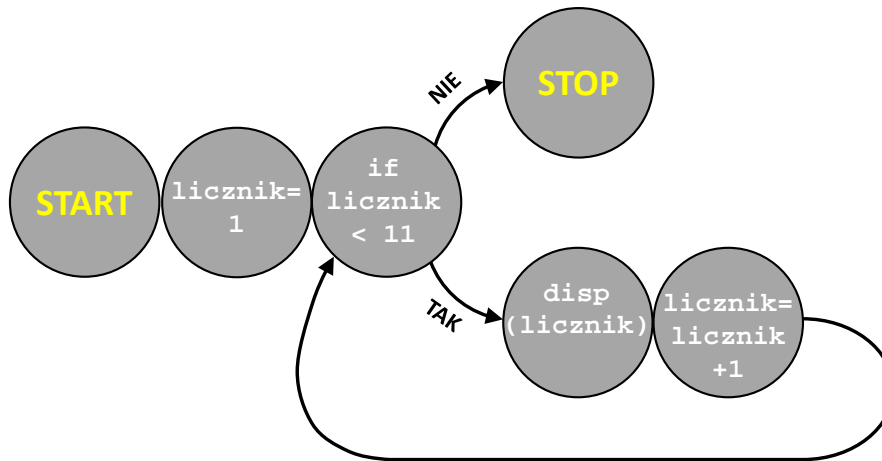 START
licznik=
1
if
licznik
< 11
NIE
STOP
TAK
disp
(licznik)
licznik=
licznik
+1